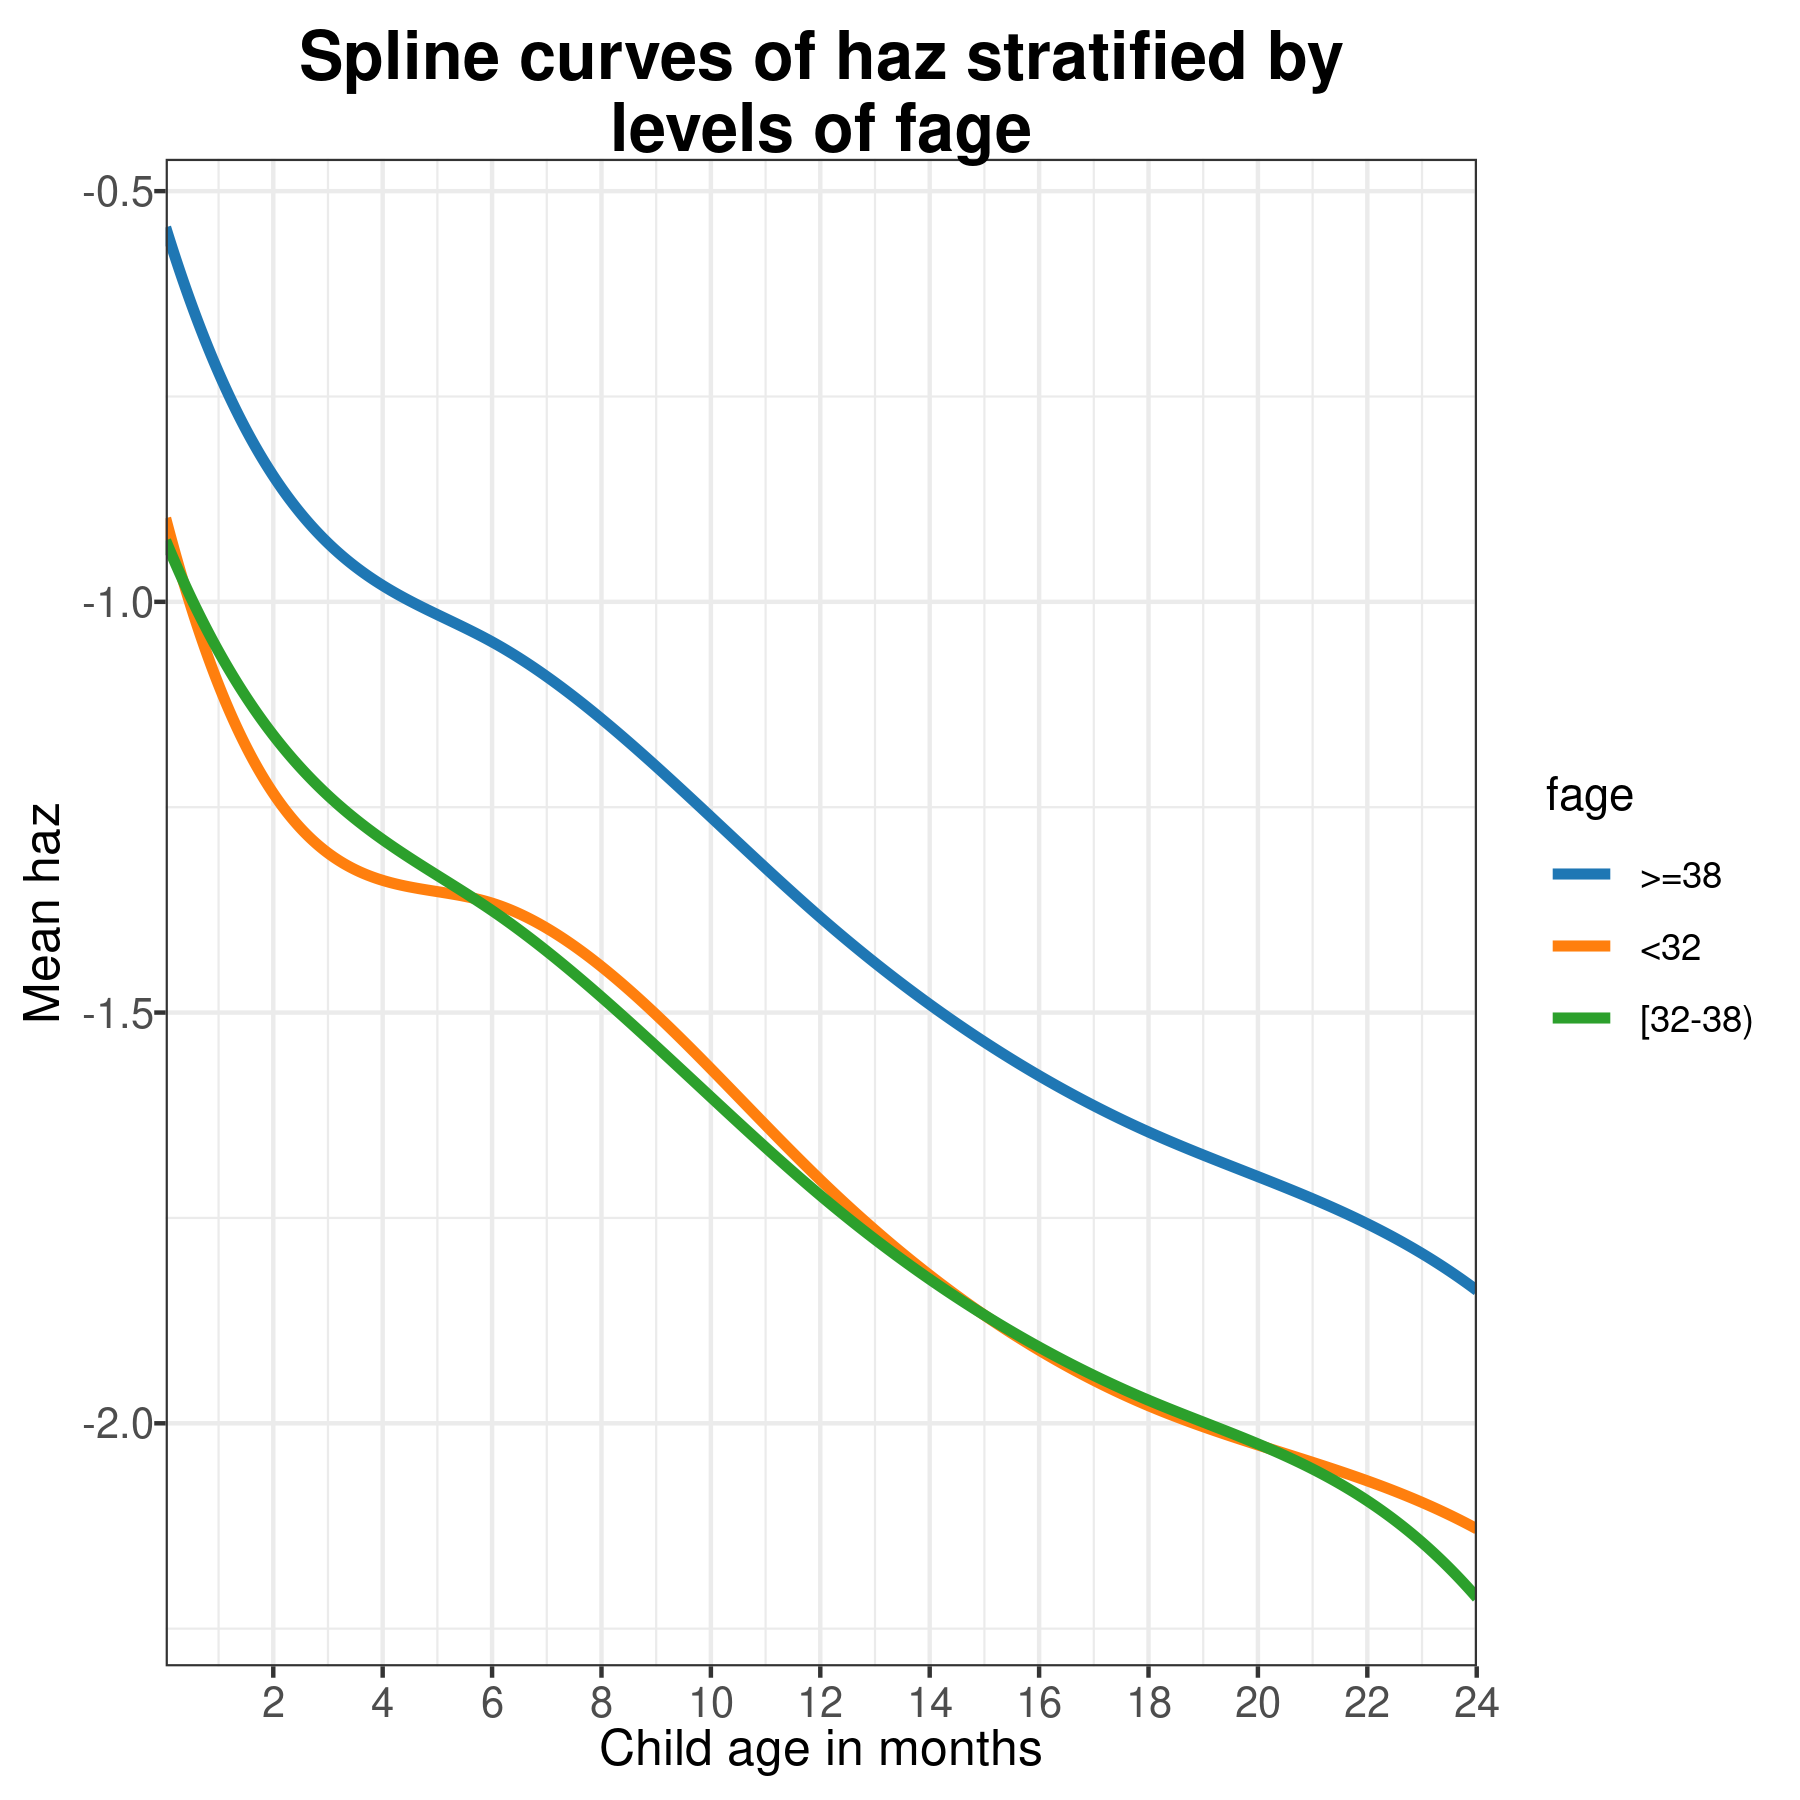 Spline curves of haz stratified by
levels of fage
-0.5
-1.0
-1.5
-2.0
Mean haz
2 4 6 8 10 12 14 16 18 20 22 24
Child age in months
fage
>=38
<32
[32-38)